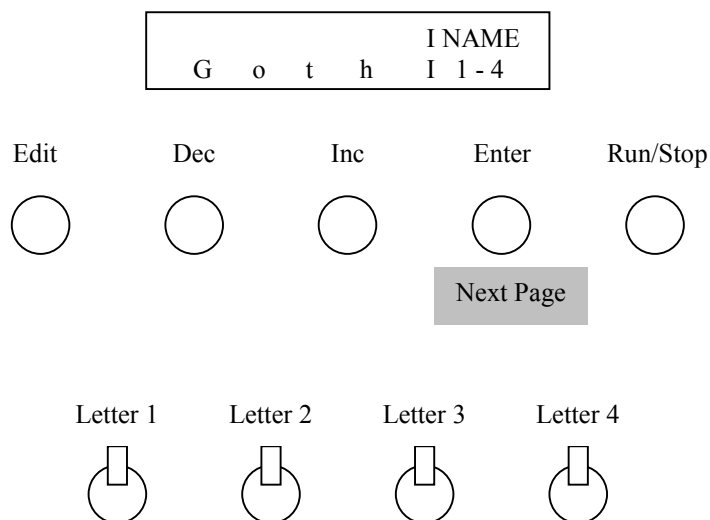 I NAME
G o t h I 1 - 4
Edit Dec Inc Enter Run/Stop
Next Page
Letter 1 Letter 2 Letter 3 Letter 4